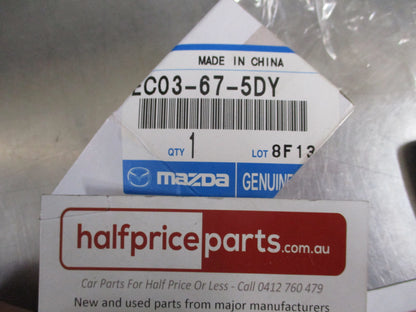 MADE IN CHINA
EC03-67-5DY
QTY 1 LOT 8F13
mazda GENUINE
halfpriceparts.com.au
Car Parts For Half Price Or Less - Call 0412 760 479
New and used parts from major manufacturers